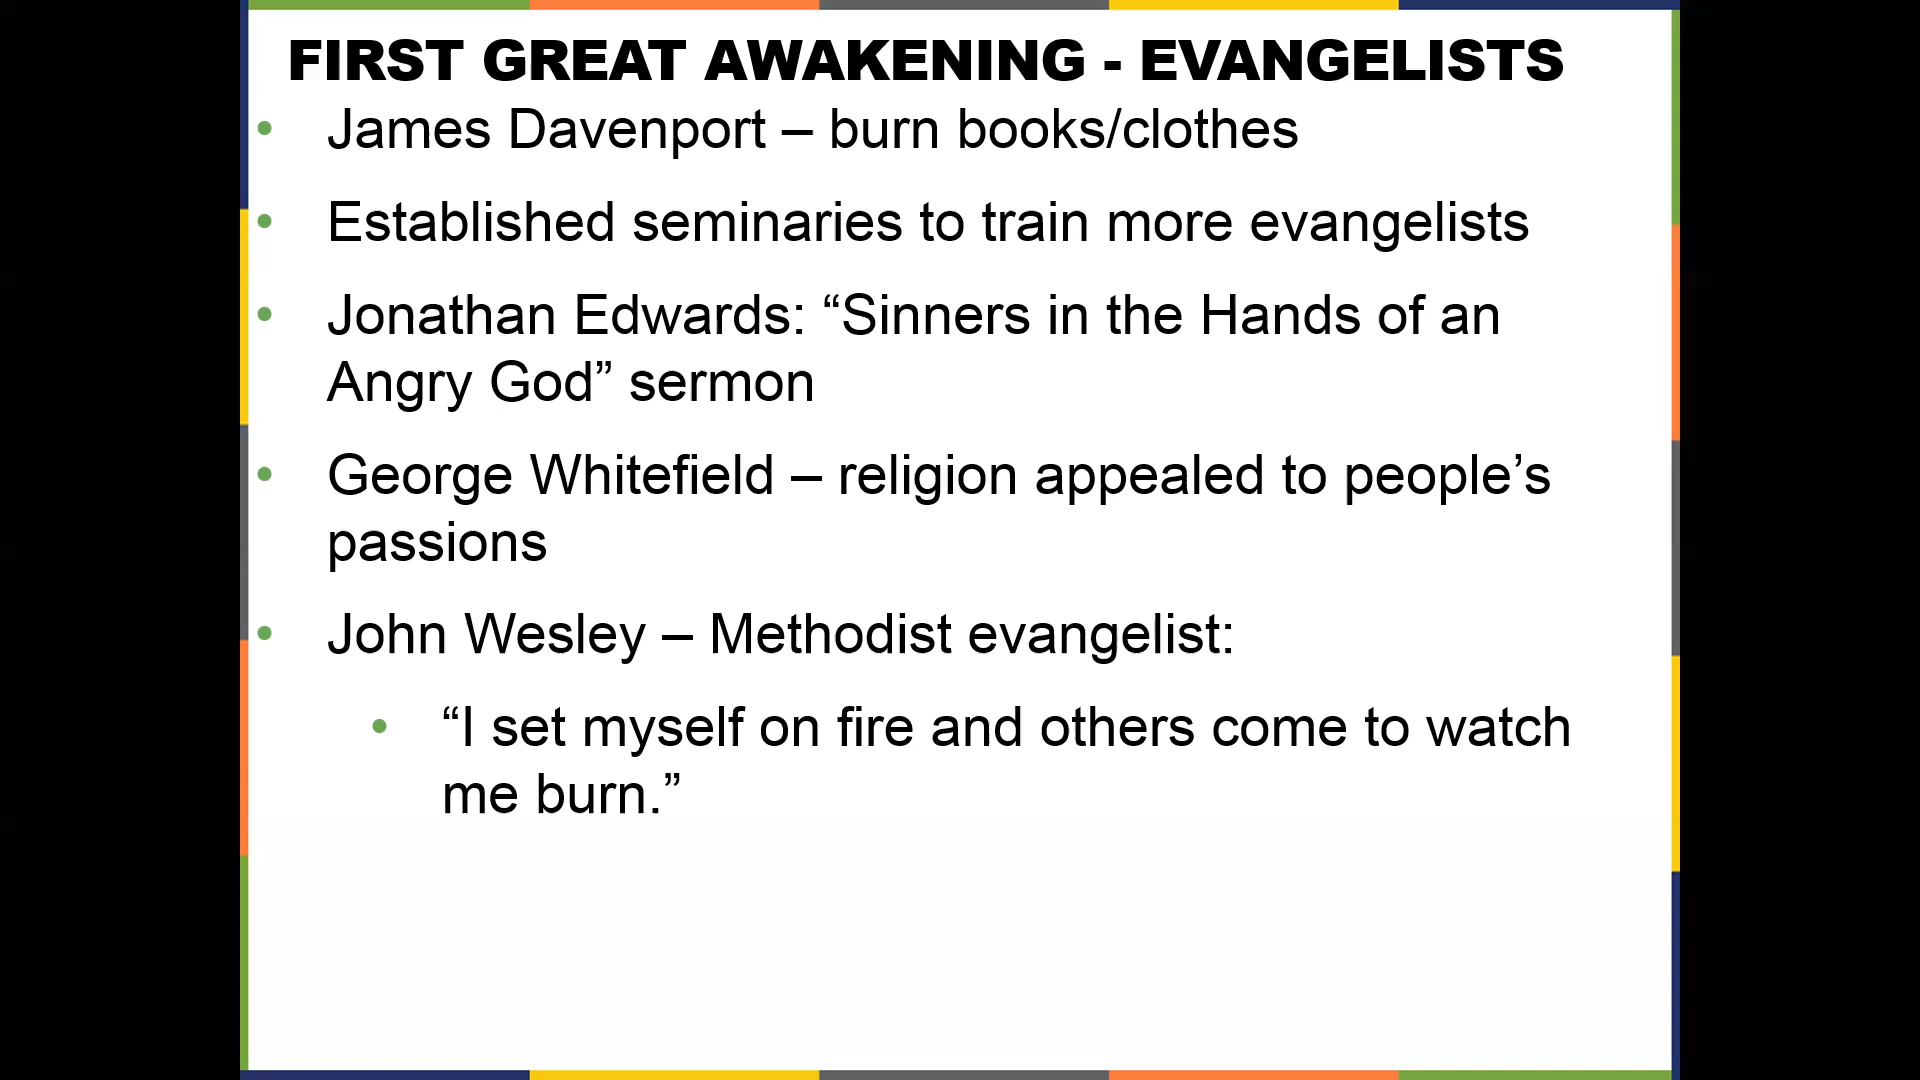 FIRST GREAT AWAKENING - EVANGELISTS
• James Davenport – burn books/clothes
• Established seminaries to train more evangelists
• Jonathan Edwards: “Sinners in the Hands of an
Angry God” sermon
• George Whitefield – religion appealed to people’s
passions
• John Wesley – Methodist evangelist:
• “I set myself on fire and others come to watch
me burn.”